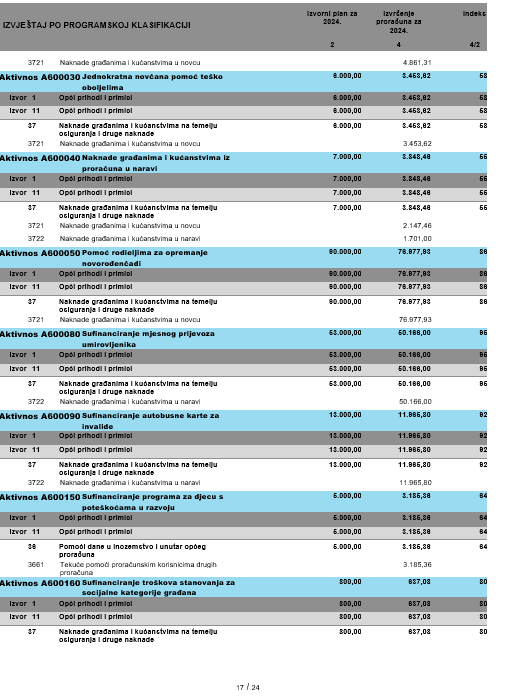 IZVJEŠTAJ PO PROGRAMSKOJ KLASIFIKACIJI
Izvorni plan za 2024.
Izvršenje proračuna za 2024.
Indeks
2 4 4/2
3721 Naknade građanima i kućanstvima u novcu 4.861,31
Aktivnos A600030 Jednokratna novčana pomoć teško 6.000,00 3.453,62 58
oboljelima
Izvor 1 Opći prihodi i primici 6.000,00 3.453,62 58
Izvor 11 Opći prihodi i primici 6.000,00 3.453,62 58
37 Naknade građanima i kućanstvima na temelju 6.000,00 3.453,62 58
osiguranja i druge naknade
3721 Naknade građanima i kućanstvima u novcu 3.453,62
Aktivnos A600040 Naknade građanima i kućanstvima iz 7.000,00 3.848,46 55
proračuna u naravi
Izvor 1 Opći prihodi i primici 7.000,00 3.848,46 55
Izvor 11 Opći prihodi i primici 7.000,00 3.848,46 55
37 Naknade građanima i kućanstvima na temelju 7.000,00 3.848,46 55
osiguranja i druge naknade
3721 Naknade građanima i kućanstvima u novcu 2.147,46
3722 Naknade građanima i kućanstvima u naravi 1.701,00
Aktivnos A600050 Pomoć rodieljima za opremanje 90.000,00 76.977,93 86
novorođenčadi
Izvor 1 Opći prihodi i primici 90.000,00 76.977,93 86
Izvor 11 Opći prihodi i primici 90.000,00 76.977,93 86
37 Naknade građanima i kućanstvima na temelju 90.000,00 76.977,93 86
osiguranja i druge naknade
3721 Naknade građanima i kućanstvima u novcu 76.977,93
Aktivnos A600080 Sufinanciranje mjesnog prijevoza 53.000,00 50.166,00 95
umirovljenika
Izvor 1 Opći prihodi i primici 53.000,00 50.166,00 95
Izvor 11 Opći prihodi i primici 53.000,00 50.166,00 95
37 Naknade građanima i kućanstvima na temelju 53.000,00 50.166,00 95
osiguranja i druge naknade
3722 Naknade građanima i kućanstvima u naravi 50.166,00
Aktivnos A600090 Sufinanciranje autobusne karte za 13.000,00 11.965,80 92
invalide
Izvor 1 Opći prihodi i primici 13.000,00 11.965,80 92
Izvor 11 Opći prihodi i primici 13.000,00 11.965,80 92
37 Naknade građanima i kućanstvima na temelju 13.000,00 11.965,80 92
osiguranja i druge naknade
3722 Naknade građanima i kućanstvima u naravi 11.965,80
Aktivnos A600150 Sufinanciranje programa za djecu s 5.000,00 3.185,36 64
poteškoćama u razvoju
Izvor 1 Opći prihodi i primici 5.000,00 3.185,36 64
Izvor 11 Opći prihodi i primici 5.000,00 3.185,36 64
36 Pomoći dane u inozemstvo i unutar općeg 5.000,00 3.185,36 64
proračuna
3661 Tekuće pomoći proračunskim korisnicima drugih 3.185,36
proračuna
Aktivnos A600160 Sufinanciranje troškova stanovanja za 800,00 637,08 80
socijalne kategorije građana
Izvor 1 Opći prihodi i primici 800,00 637,08 80
Izvor 11 Opći prihodi i primici 800,00 637,08 80
37 Naknade građanima i kućanstvima na temelju 800,00 637,08 80
osiguranja i druge naknade
17 / 24